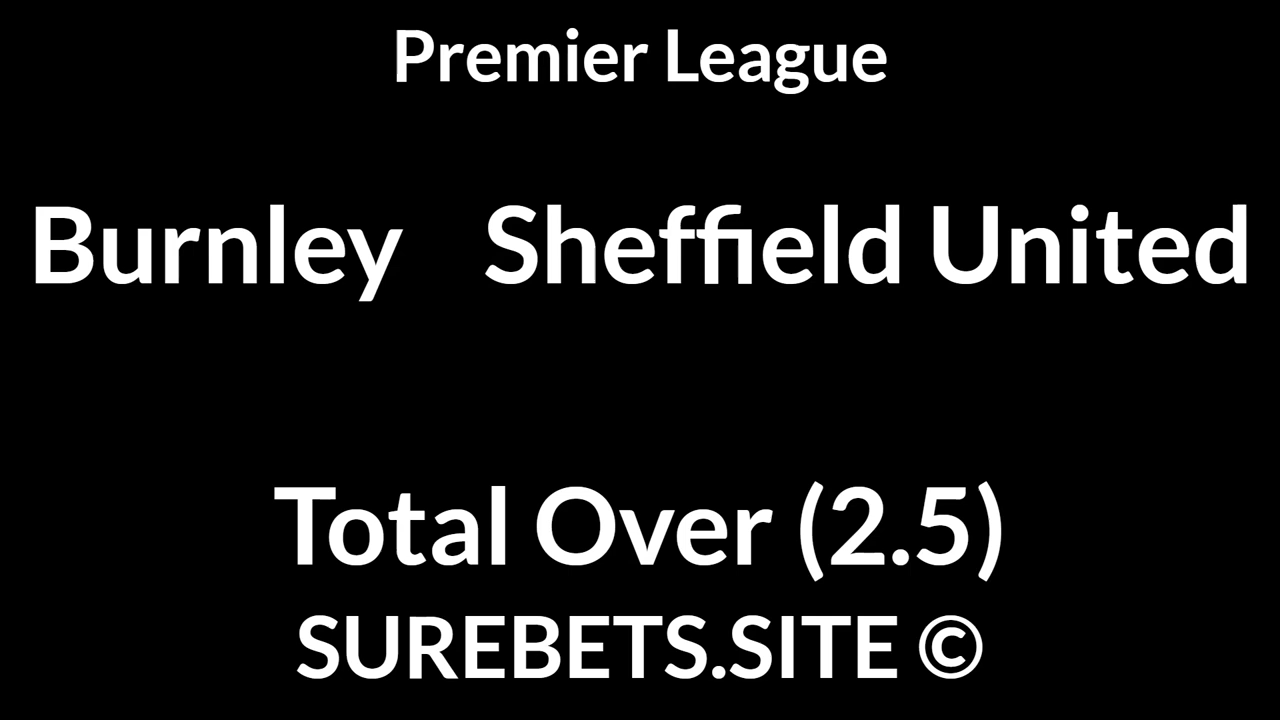 Premier League
Burnley Sheffield United
Total Over (2.5)
SUREBETS.SITE ©